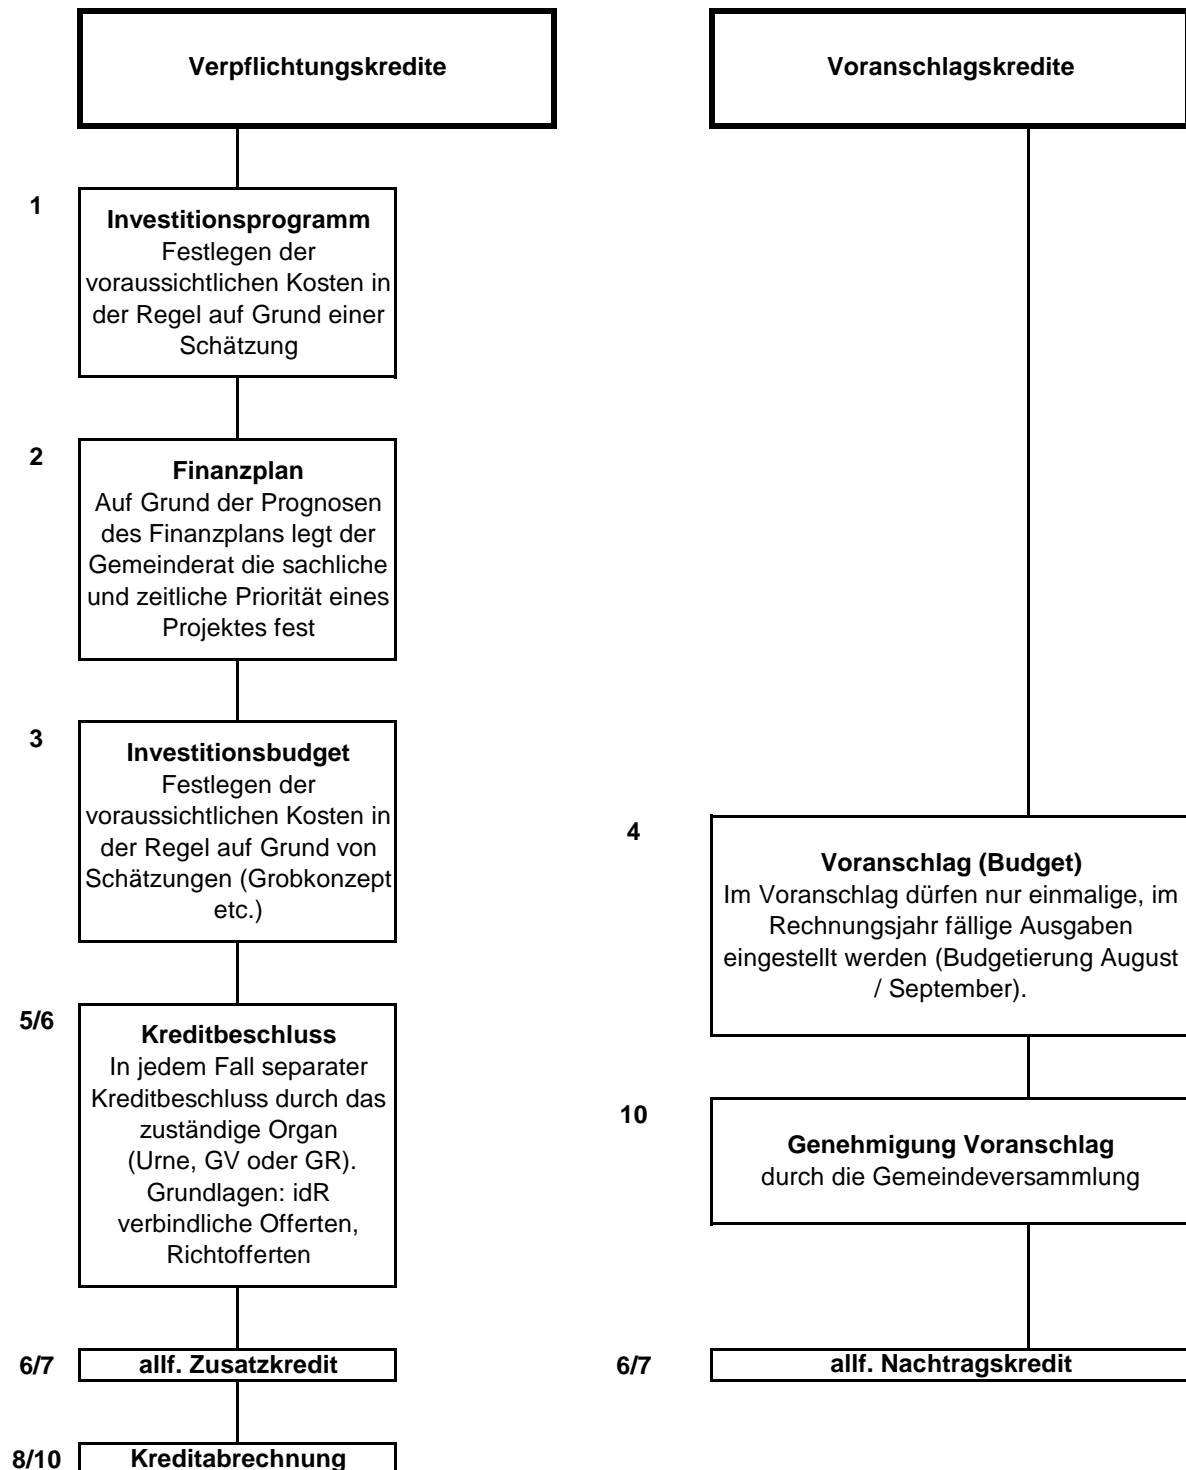 Verpflichtungskredite
Voranschlagskredite
1
Investitionsprogramm
Festlegen der
voraussichtlichen Kosten in
der Regel auf Grund einer
Schätzung
2
Finanzplan
Auf Grund der Prognosen
des Finanzplans legt der
Gemeinderat die sachliche
und zeitliche Priorität eines
Projektes fest
3
Investitionsbudget
Festlegen der
voraussichtlichen Kosten in
der Regel auf Grund von
Schätzungen (Grobkonzept
etc.)
4
Voranschlag (Budget)
Im Voranschlag dürfen nur einmalige, im
Rechnungsjahr fällige Ausgaben
eingestellt werden (Budgetierung August
/ September).
5/6
Kreditbeschluss
In jedem Fall separater
Kreditbeschluss durch das
zuständige Organ
(Urne, GV oder GR).
Grundlagen: idR
verbindliche Offerten,
Richtofferten
10
Genehmigung Voranschlag
durch die Gemeindeversammlung
6/7
allf. Zusatzkredit
6/7
allf. Nachtragskredit
8/10
Kreditabrechnung